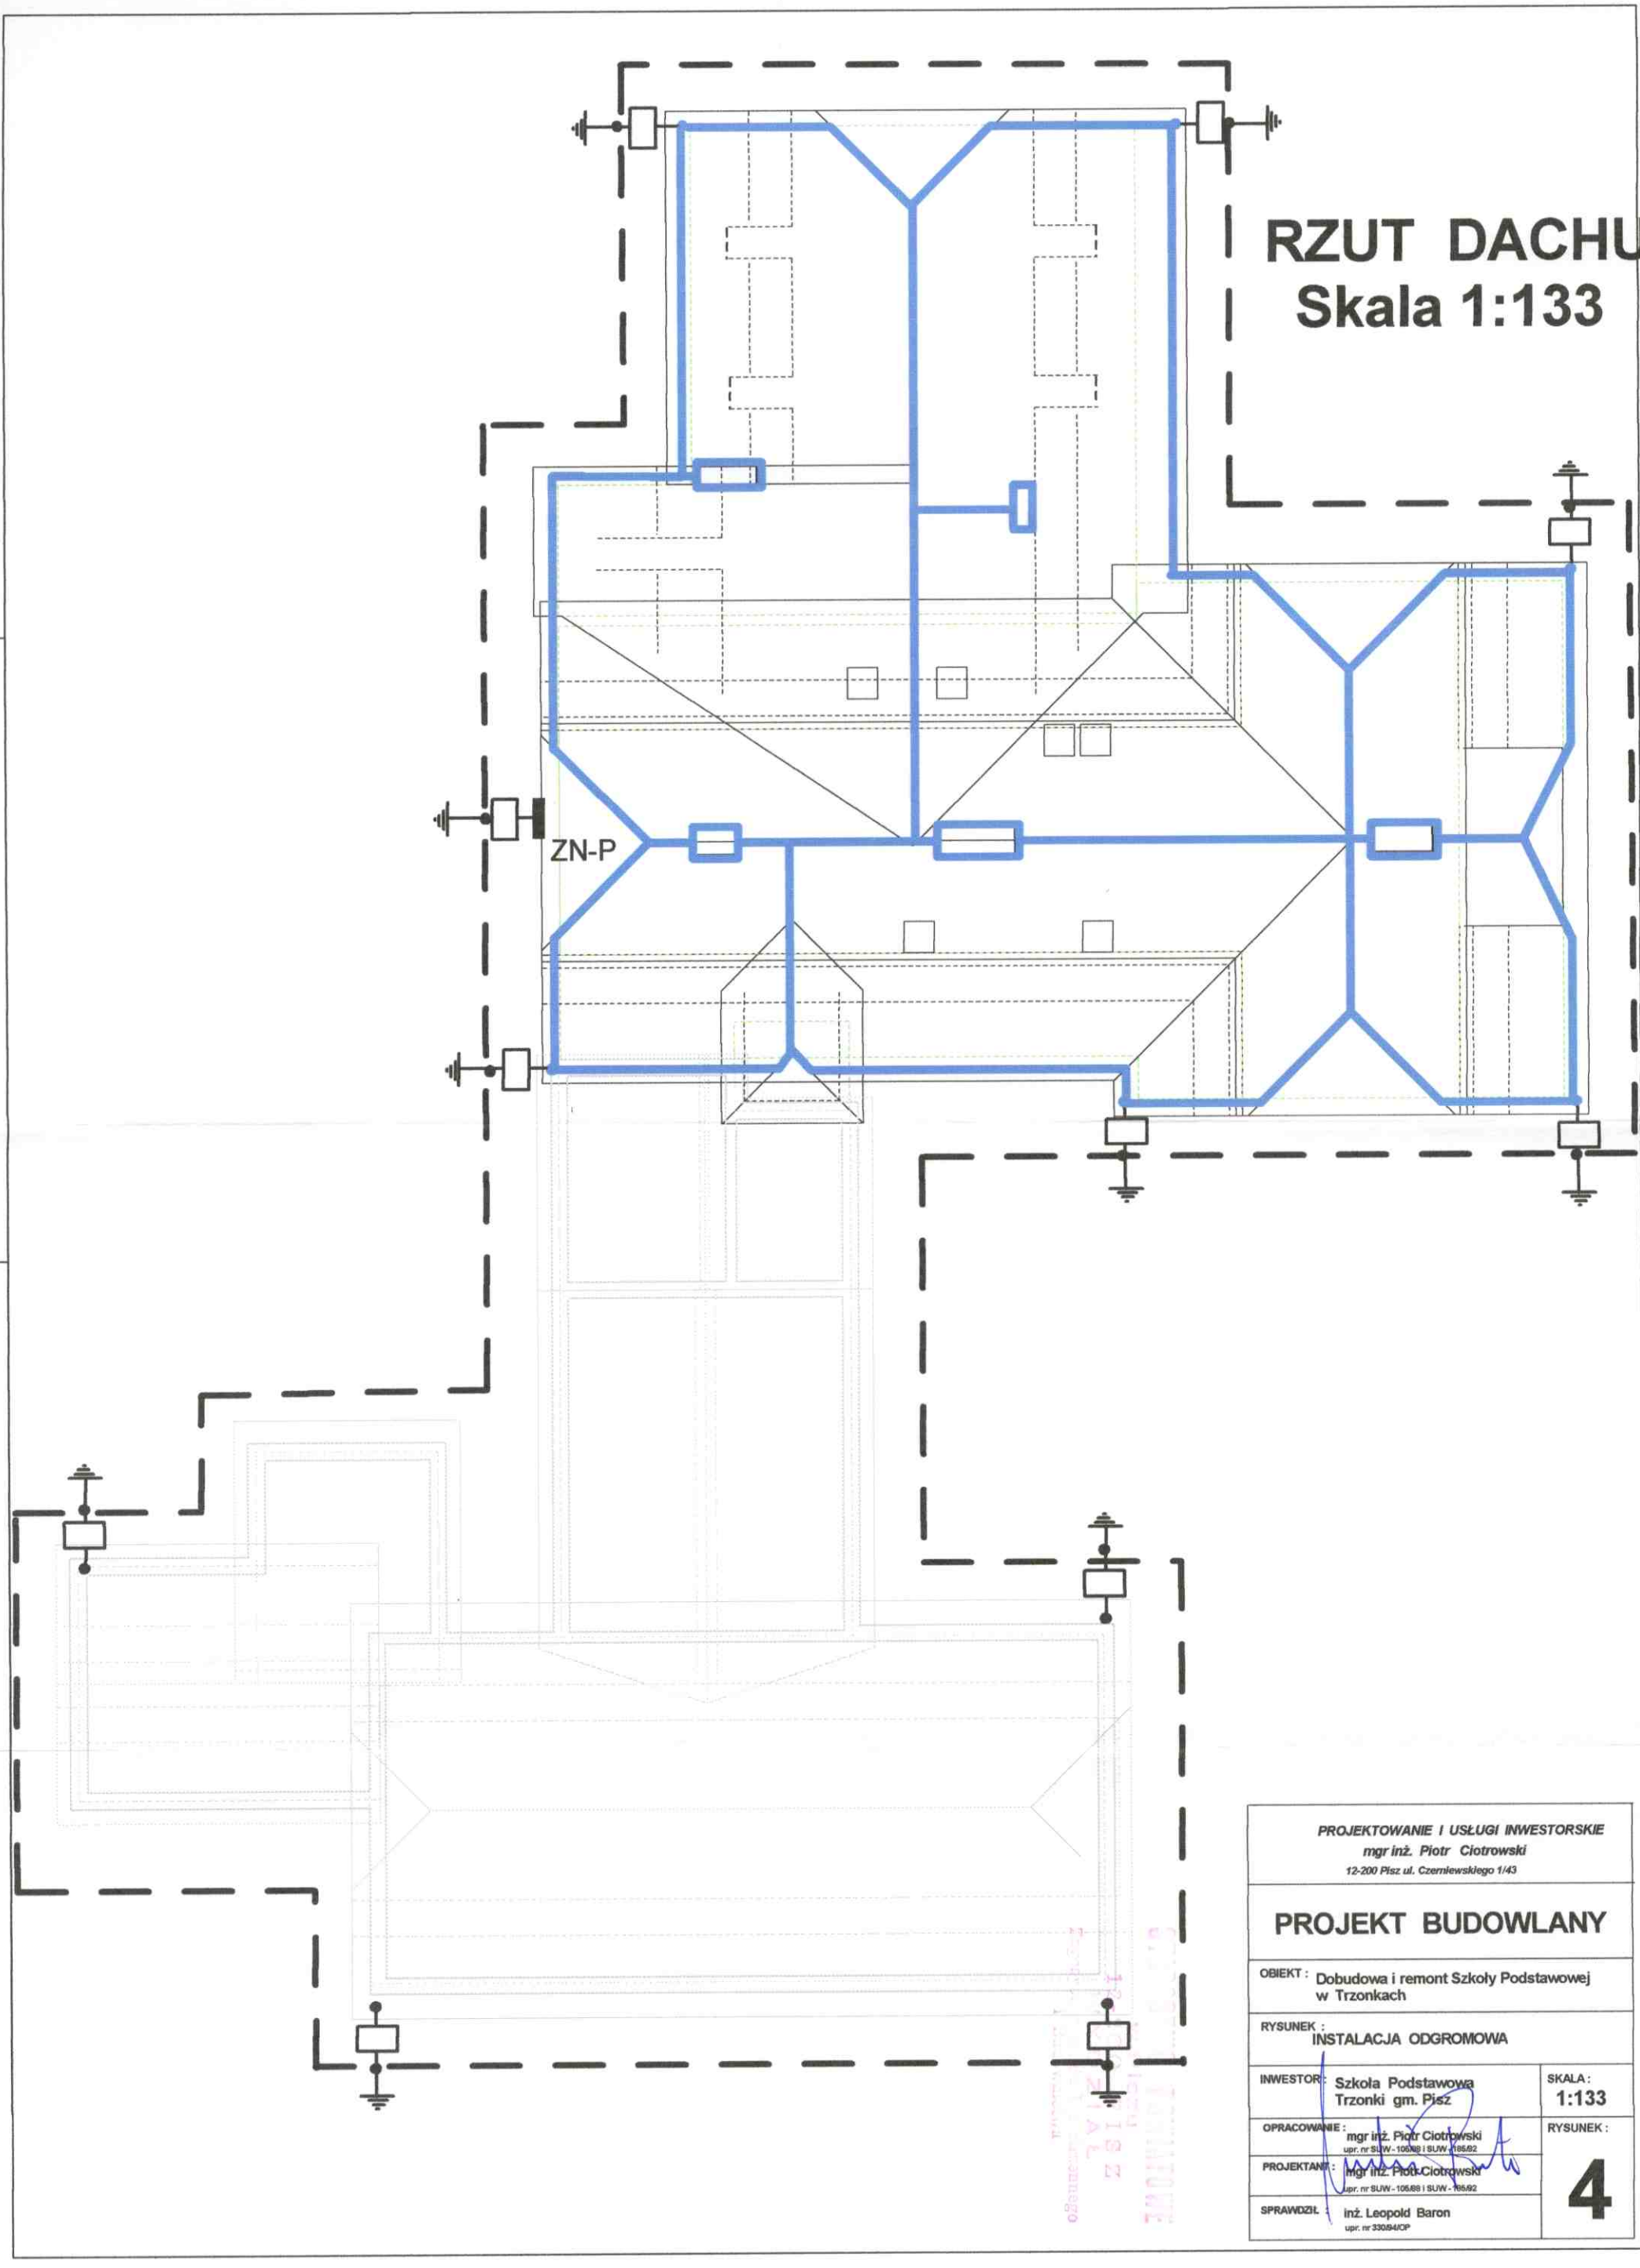 RZUT DACHU
Skala 1:133
ZN-P
PROJEKTOWANIE I USŁUGI INWESTORSKIE
mgr inż. Piotr Ciotrowski
12-200 Pisz ul. Czerniewskiego 1/43
PROJEKT BUDOWLANY
OBIEKT : Dobudowa i remont Szkoły Podstawowej
w Trzonkach
RYSUNEK :
INSTALACJA ODGROMOWA
INWESTOR : Szkoła Podstawowa
Trzonki gm. Pisz
SKALA :
1:133
OPRACOWANIE : mgr inż. Piotr Ciotrowski
PROJEKTANT : mgr inż. Piotr Ciotrowski
SPRAWDZIŁ : inż. Leopold Baron
upr. nr 330/94/OP
RYSUNEK :
4